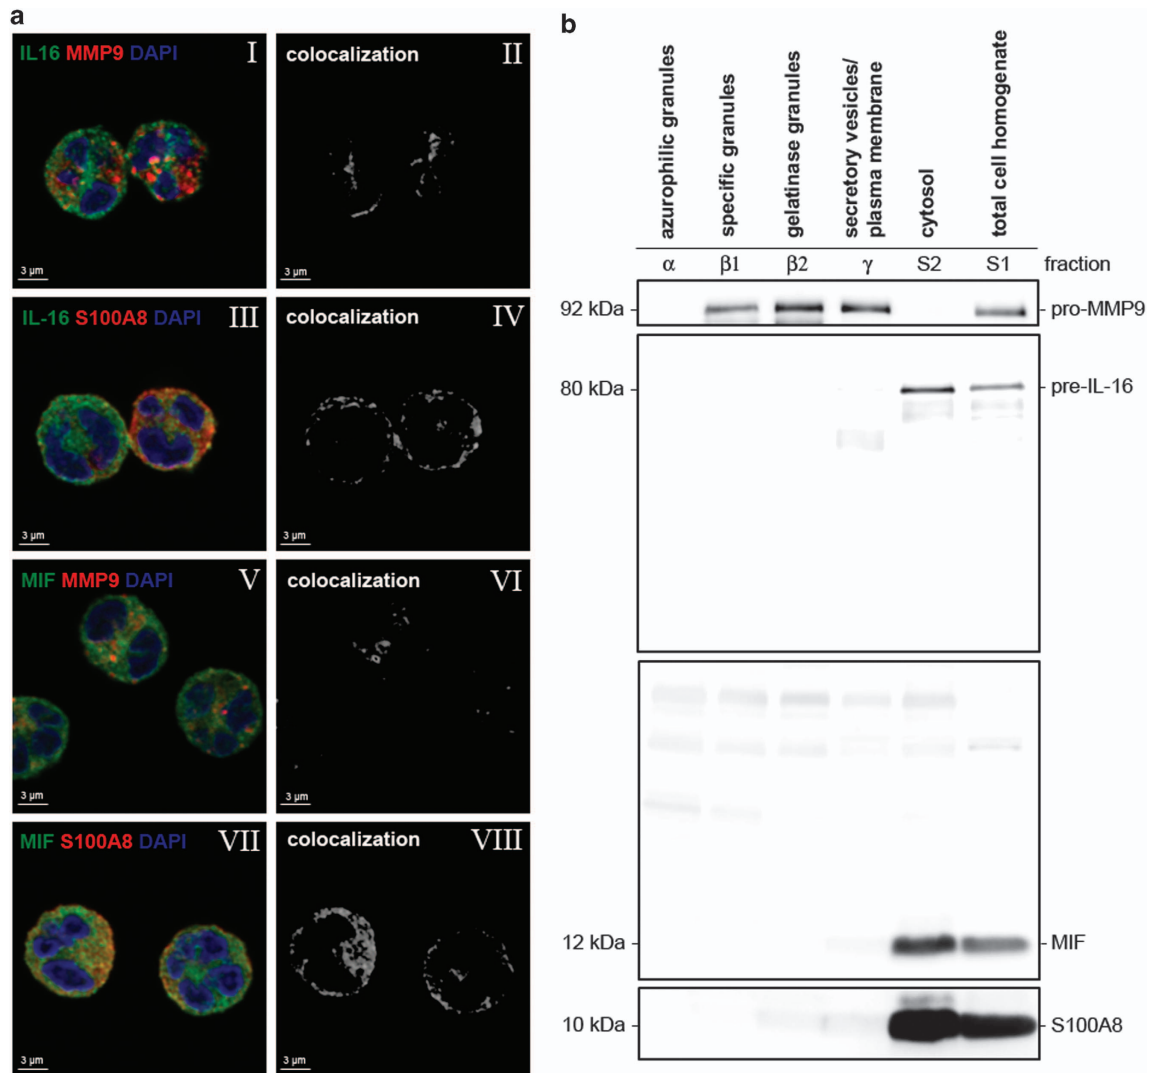 a
IL16 MMP9 DAPI I
colocalization II
3 µm
3 µm
IL-16 S100A8 DAPI III
colocalization IV
3 µm
3 µm
MIF MMP9 DAPI V
colocalization VI
3 µm
3 µm
MIF S100A8 DAPI VII
colocalization VIII
3 µm
3 µm
b
azurophilic granules
specific granules
gelatinase granules
secretory vesicles/
plasma membrane
cytosol
total cell homogenate
α β1 β2 γ S2 S1 fraction
92 kDa pro-MMP9
80 kDa pre-IL-16
12 kDa MIF
10 kDa S100A8